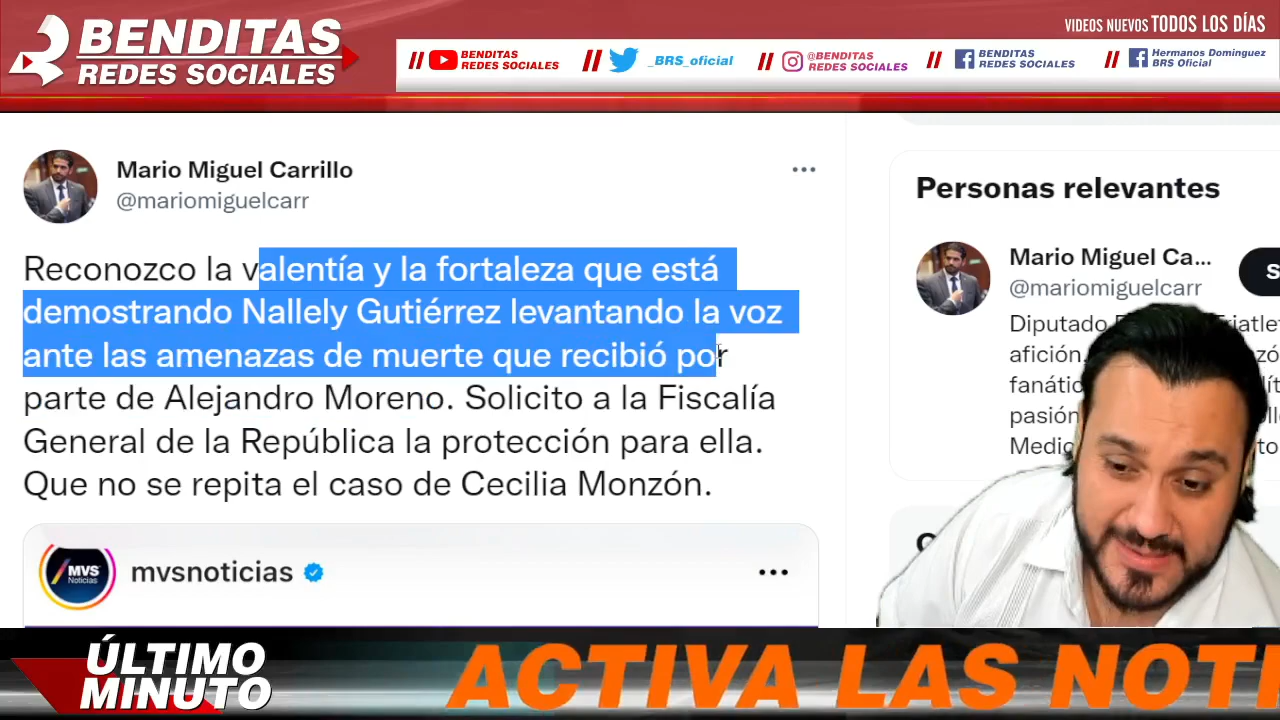 BENDITAS
REDES SOCIALES
VIDEOS NUEVOS TODOS LOS DÍAS
// BENDITAS
REDES SOCIALES
// _BRS_oficial
// @BENDITAS
REDES SOCIALES
// BENDITAS
REDES SOCIALES
// Hermanos Dominguez
BRS Oficial
Mario Miguel Carrillo
@mariomiguelcarr
Reconozco la valentía y la fortaleza que está
demostrando Nallely Gutiérrez levantando la voz
ante las amenazas de muerte que recibió por
parte de Alejandro Moreno. Solicito a la Fiscalía
General de la República la protección para ella.
Que no se repita el caso de Cecilia Monzón.
MVS
Noticias
mvsnoticias
Personas relevantes
Mario Miguel Ca...
@mariomiguelcarr
Diputado
afición.
fanátic
pasión
Medic
ÚLTIMO
MINUTO
ACTIVA LAS NOTI